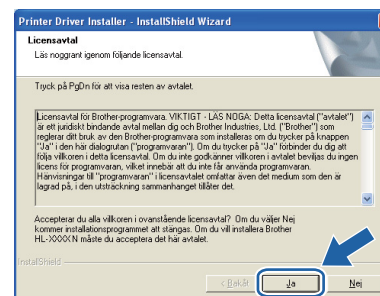 Printer Driver Installer - InstallShield Wizard
Licensavtal
Läs noggrant igenom följande licensavtal.
Tryck på PgDn för att visa resten av avtalet.
Licensavtal för Brother-programvara. VIKTIGT - LÄS NOGA: Detta licensavtal ("avtalet")
är ett juridiskt bindande avtal mellan dig och Brother Industries, Ltd. ("Brother") som
reglerar ditt bruk av den Brother-programvara som installeras om du trycker på knappen
"Ja" i den här dialogrutan ("programvaran"). Om du trycker på "Ja" förbinder du dig att
följa villkoren i detta licensavtal. Om du inte godkänner villkoren i avtalet beviljas du ingen
licens för programvaran, vilket innebär att du inte får använda programvaran.
Hänvisningar till "programvaran" i licensavtalet omfattar även det medium som den är
lagrad på, i den utsträckning sammanhanget tillåter det.
Accepterar du alla villkoren i ovanstående licensavtal? Om du väljer Nej
kommer installationsprogrammet att stängas. Om du vill installera Brother
HL-XXXX N måste du acceptera det här avtalet.
InstallShield
< Bakåt
Ja
Nej